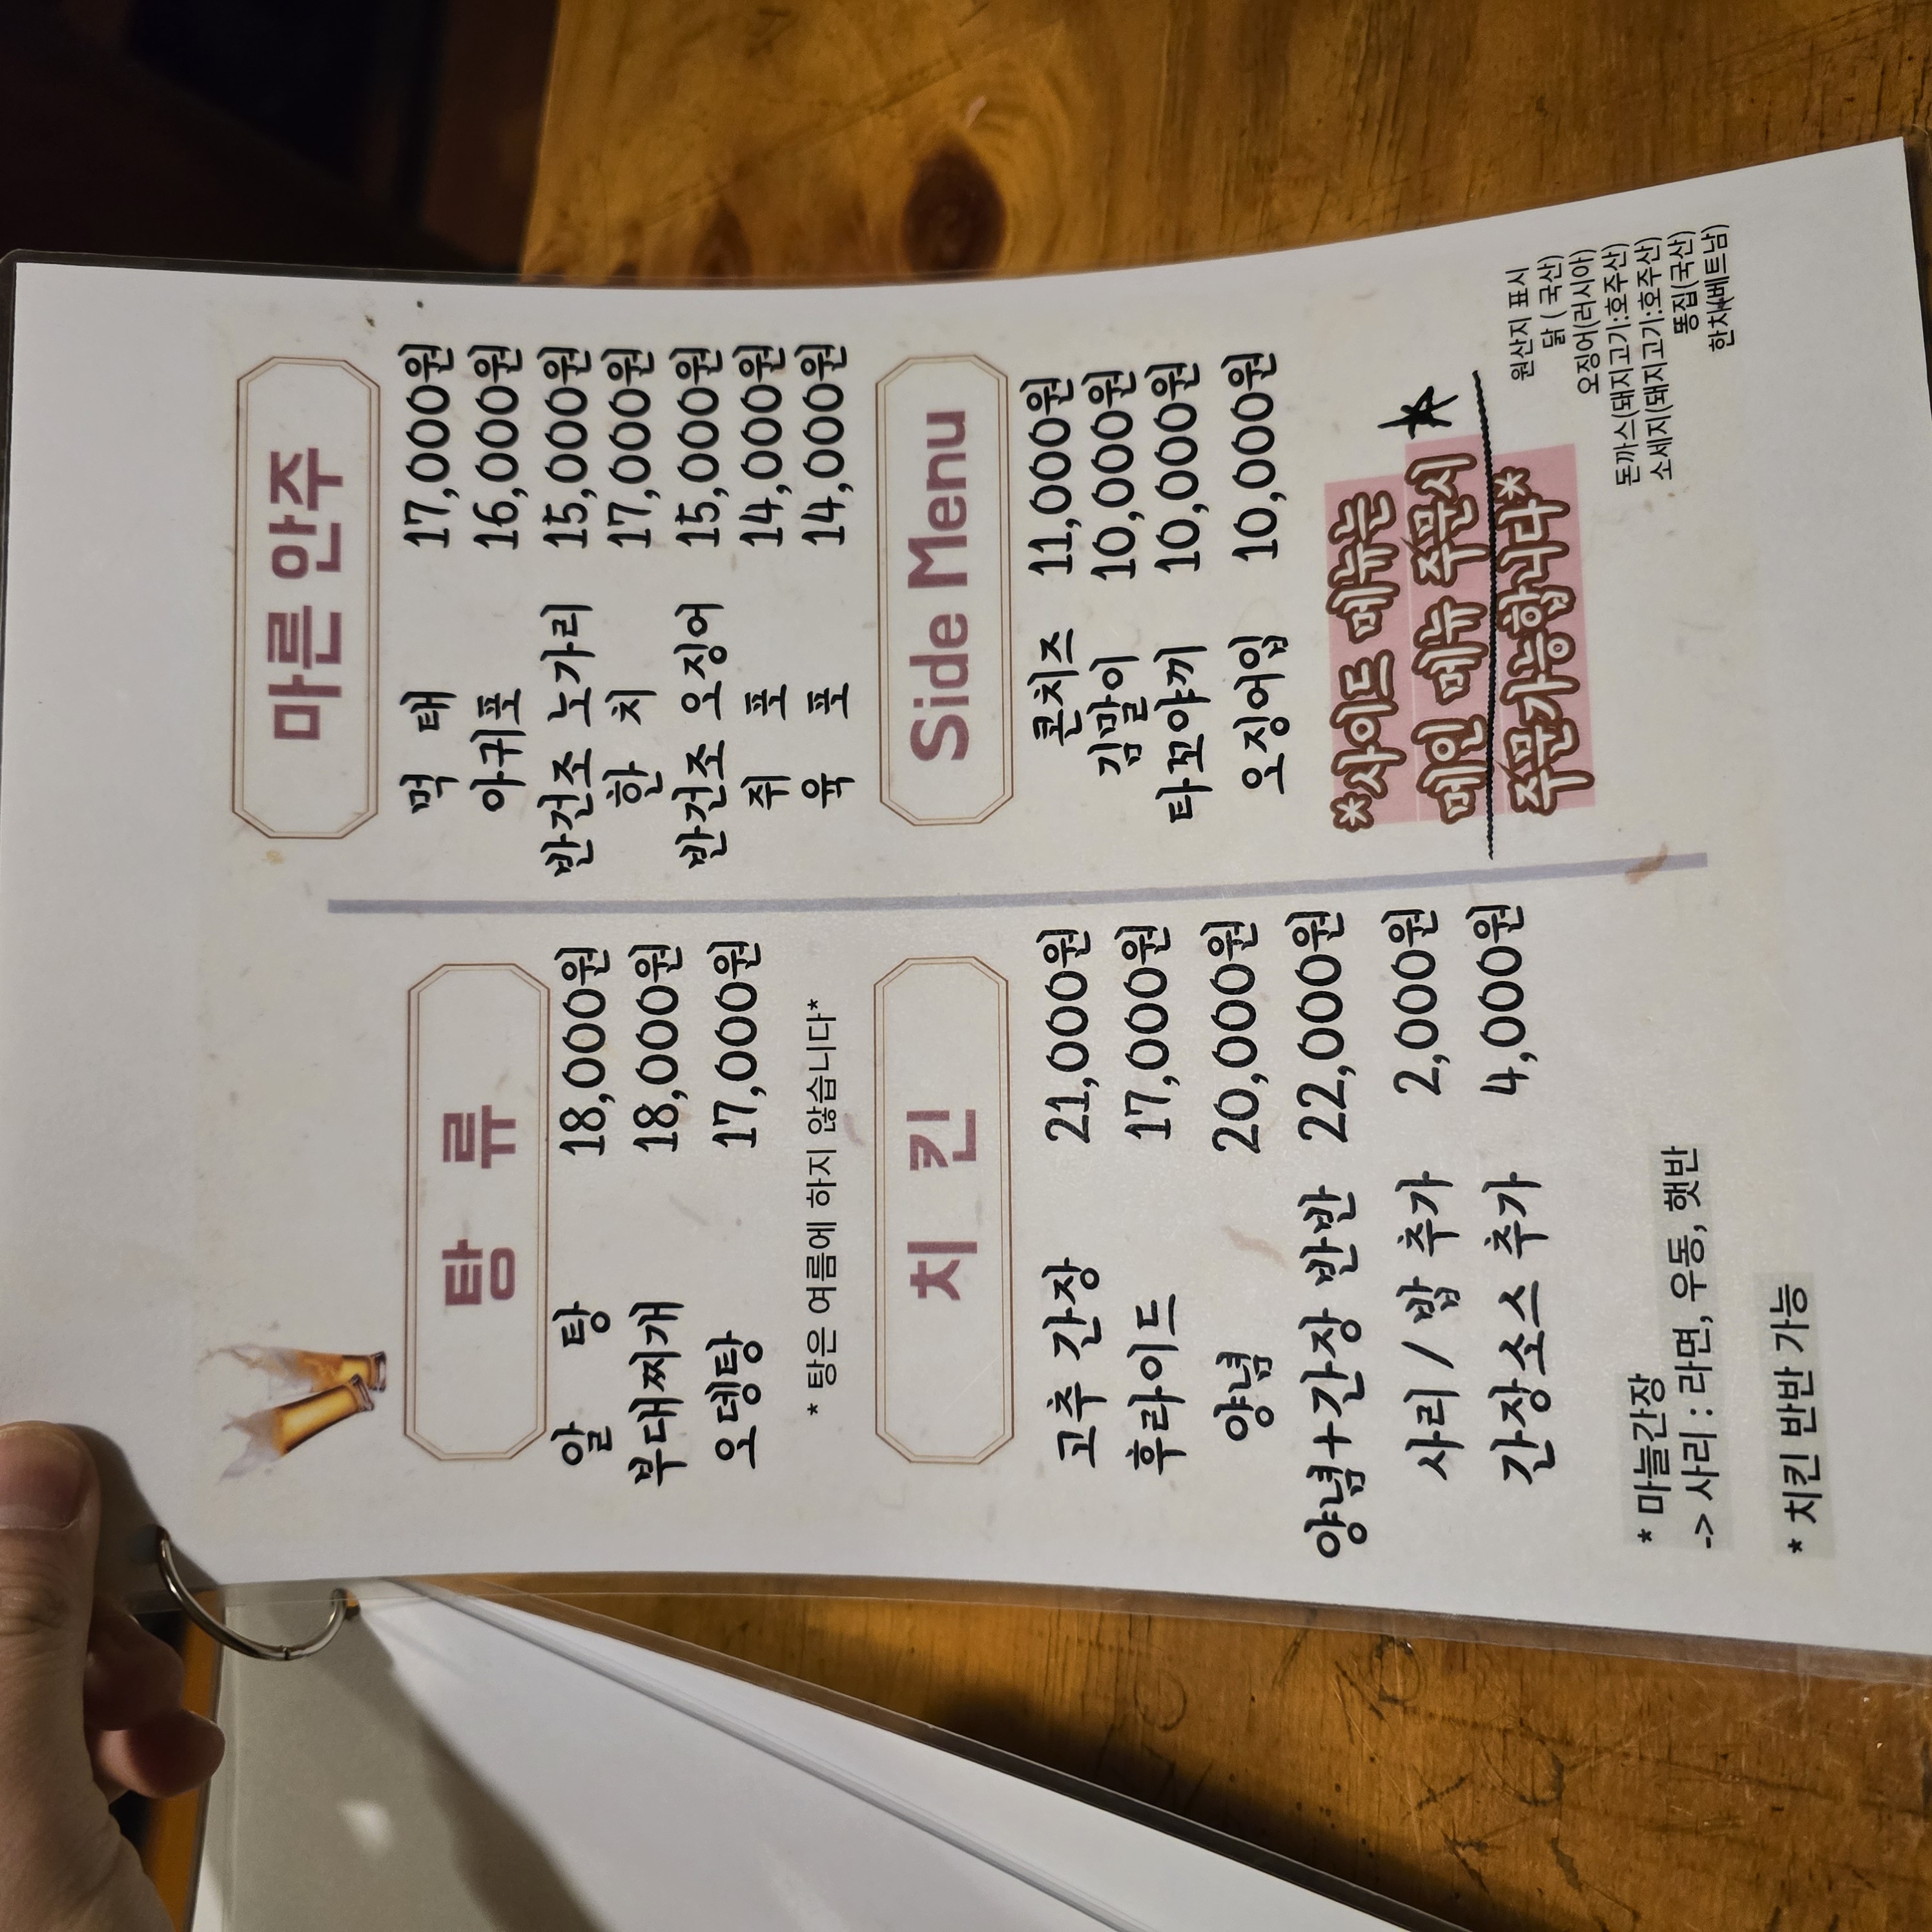 탕 류
알 탕 18,000원
부대찌개 18,000원
오뎅탕 17,000원
* 탕은 여름에 하지 않습니다*
치 킨
고추 간장 21,000원
후라이드 17,000원
양념 20,000원
양념+간장 반반 22,000원
사리 / 밥 추가 2,000원
간장소스 추가 4,000원
* 마늘간장
-> 사리 : 라면, 우동, 햇반
* 치킨 반반 가능
마른 안주
먹 태 17,000원
아귀포 16,000원
반건조 노가리 15,000원
한 치 17,000원
반건조 오징어 15,000원
쥐 포 14,000원
육 포 14,000원
Side Menu
콘치즈 11,000원
김말이 10,000원
타꼬야끼 10,000원
오징어입 10,000원
*사이드 메뉴는
메인 메뉴 주문시
주문가능합니다*
원산지 표시
닭 ( 국산)
오징어(러시아)
돈까스(돼지고기:호주산)
소세지(돼지고기:호주산)
똥집(국산)
한치(베트남)